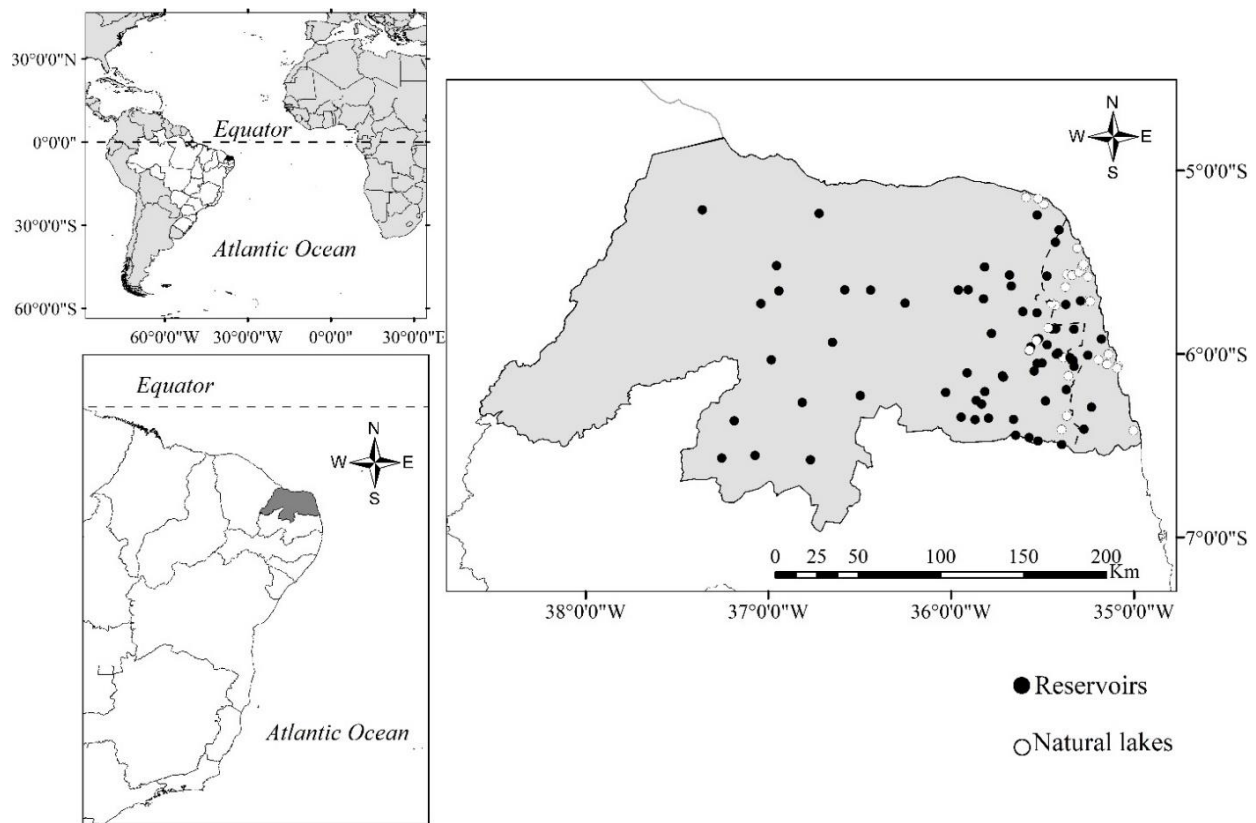 30°0'0"N
Equator
0°0'0"
30°0'0"S
Atlantic Ocean
60°0'0"S
60°0'0"W
30°0'0"W
0°0'0"
30°0'0"E
Equator
N
W
E
S
Atlantic Ocean
N
W
E
S
5°0'0"S
6°0'0"S
7°0'0"S
0 25 50 100 150 200
Km
38°0'0"W
37°0'0"W
36°0'0"W
35°0'0"W
Reservoirs
Natural lakes